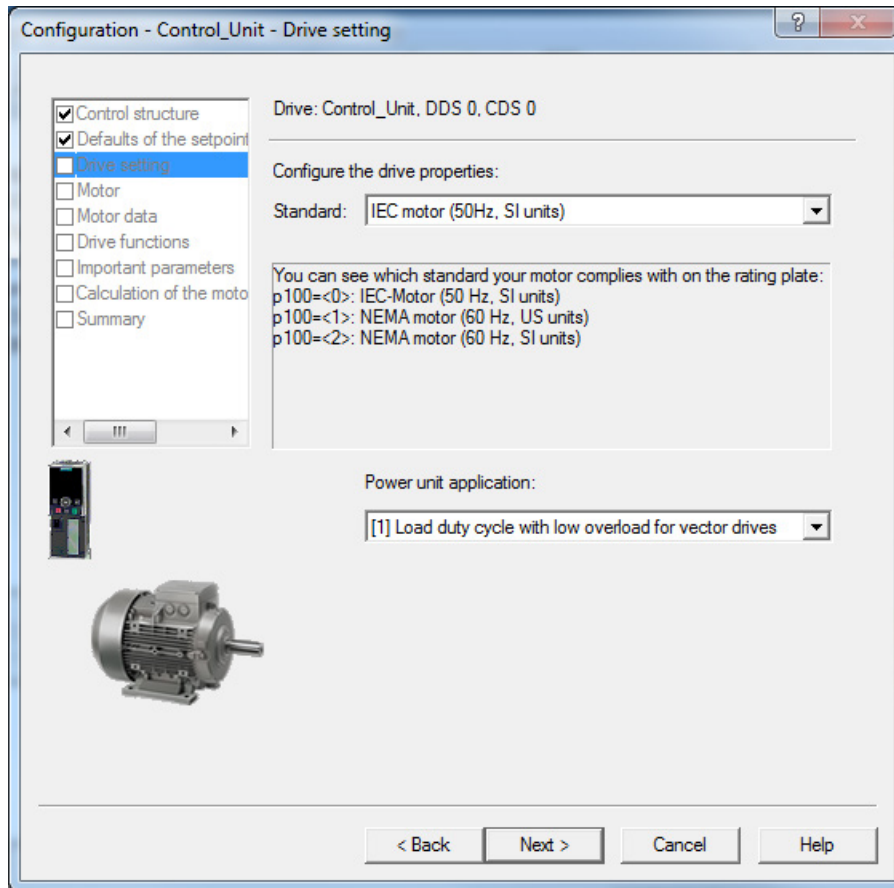 Configuration - Control_Unit - Drive setting
?
X
Control structure
Defaults of the setpoint
Drive setting
Motor
Motor data
Drive functions
Important parameters
Calculation of the moto
Summary
Drive: Control_Unit, DDS 0, CDS 0
Configure the drive properties:
Standard: IEC motor (50Hz, SI units)
You can see which standard your motor complies with on the rating plate:
p100=<0>: IEC-Motor (50 Hz, SI units)
p100=<1>: NEMA motor (60 Hz, US units)
p100=<2>: NEMA motor (60 Hz, SI units)
Power unit application:
[1] Load duty cycle with low overload for vector drives
< Back Next > Cancel Help